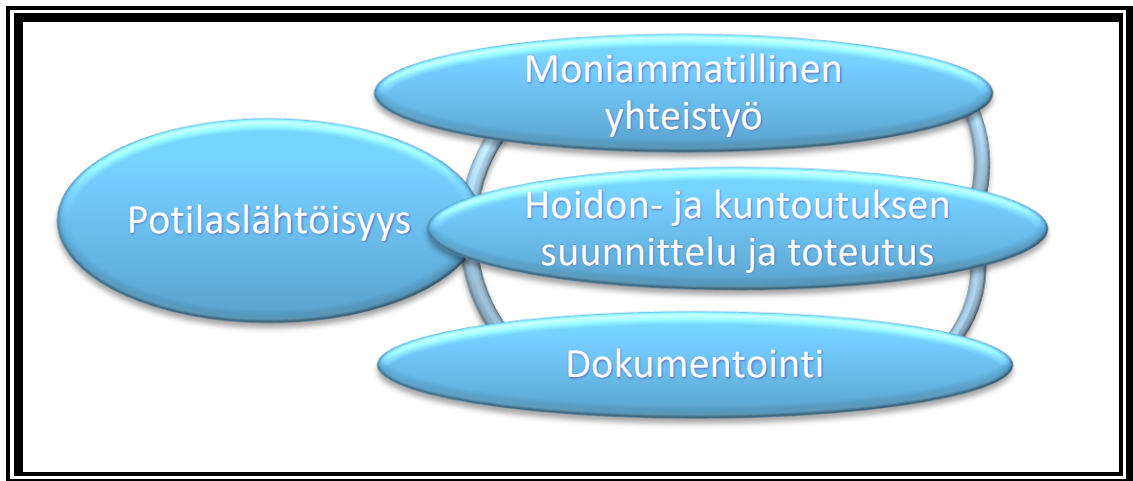 Moniammatillinen
yhteistyö
Potilaslähtöisyys
Hoidon- ja kuntoutuksen
suunnittelu ja toteutus
Dokumentointi